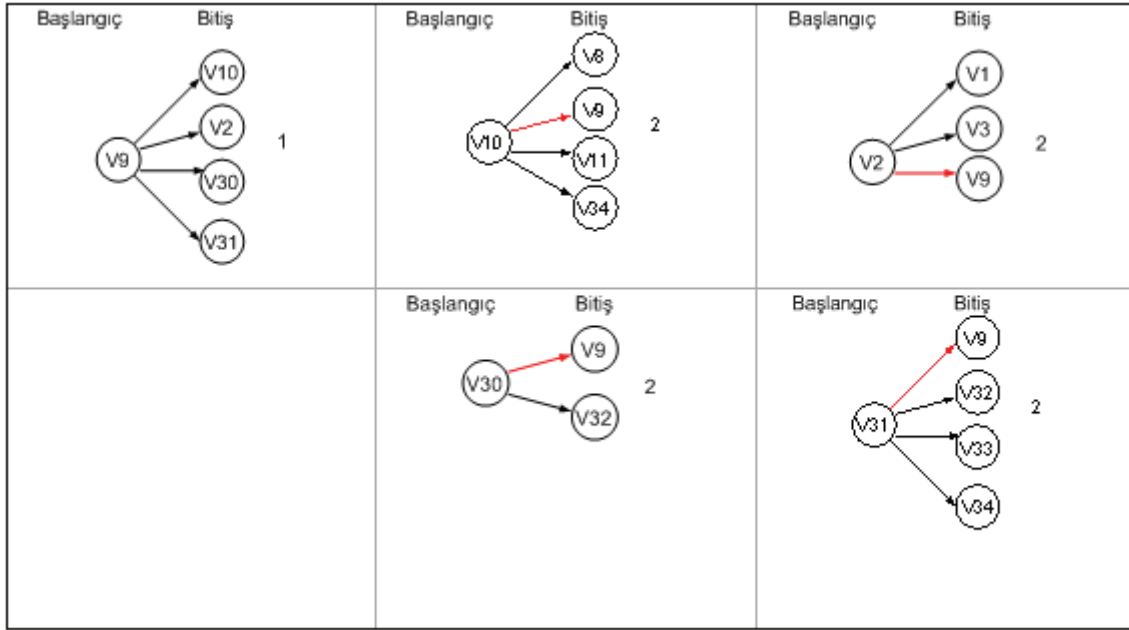 Başlangıç Bitiş
V10
V2
1
V9
V30
V31
Başlangıç Bitiş
V8
V9
2
V10
V11
V34
Başlangıç Bitiş
V1
V3
2
V2
V9
Başlangıç Bitiş
V9
V30
2
V32
Başlangıç Bitiş
V9
V32
2
V31
V33
V34